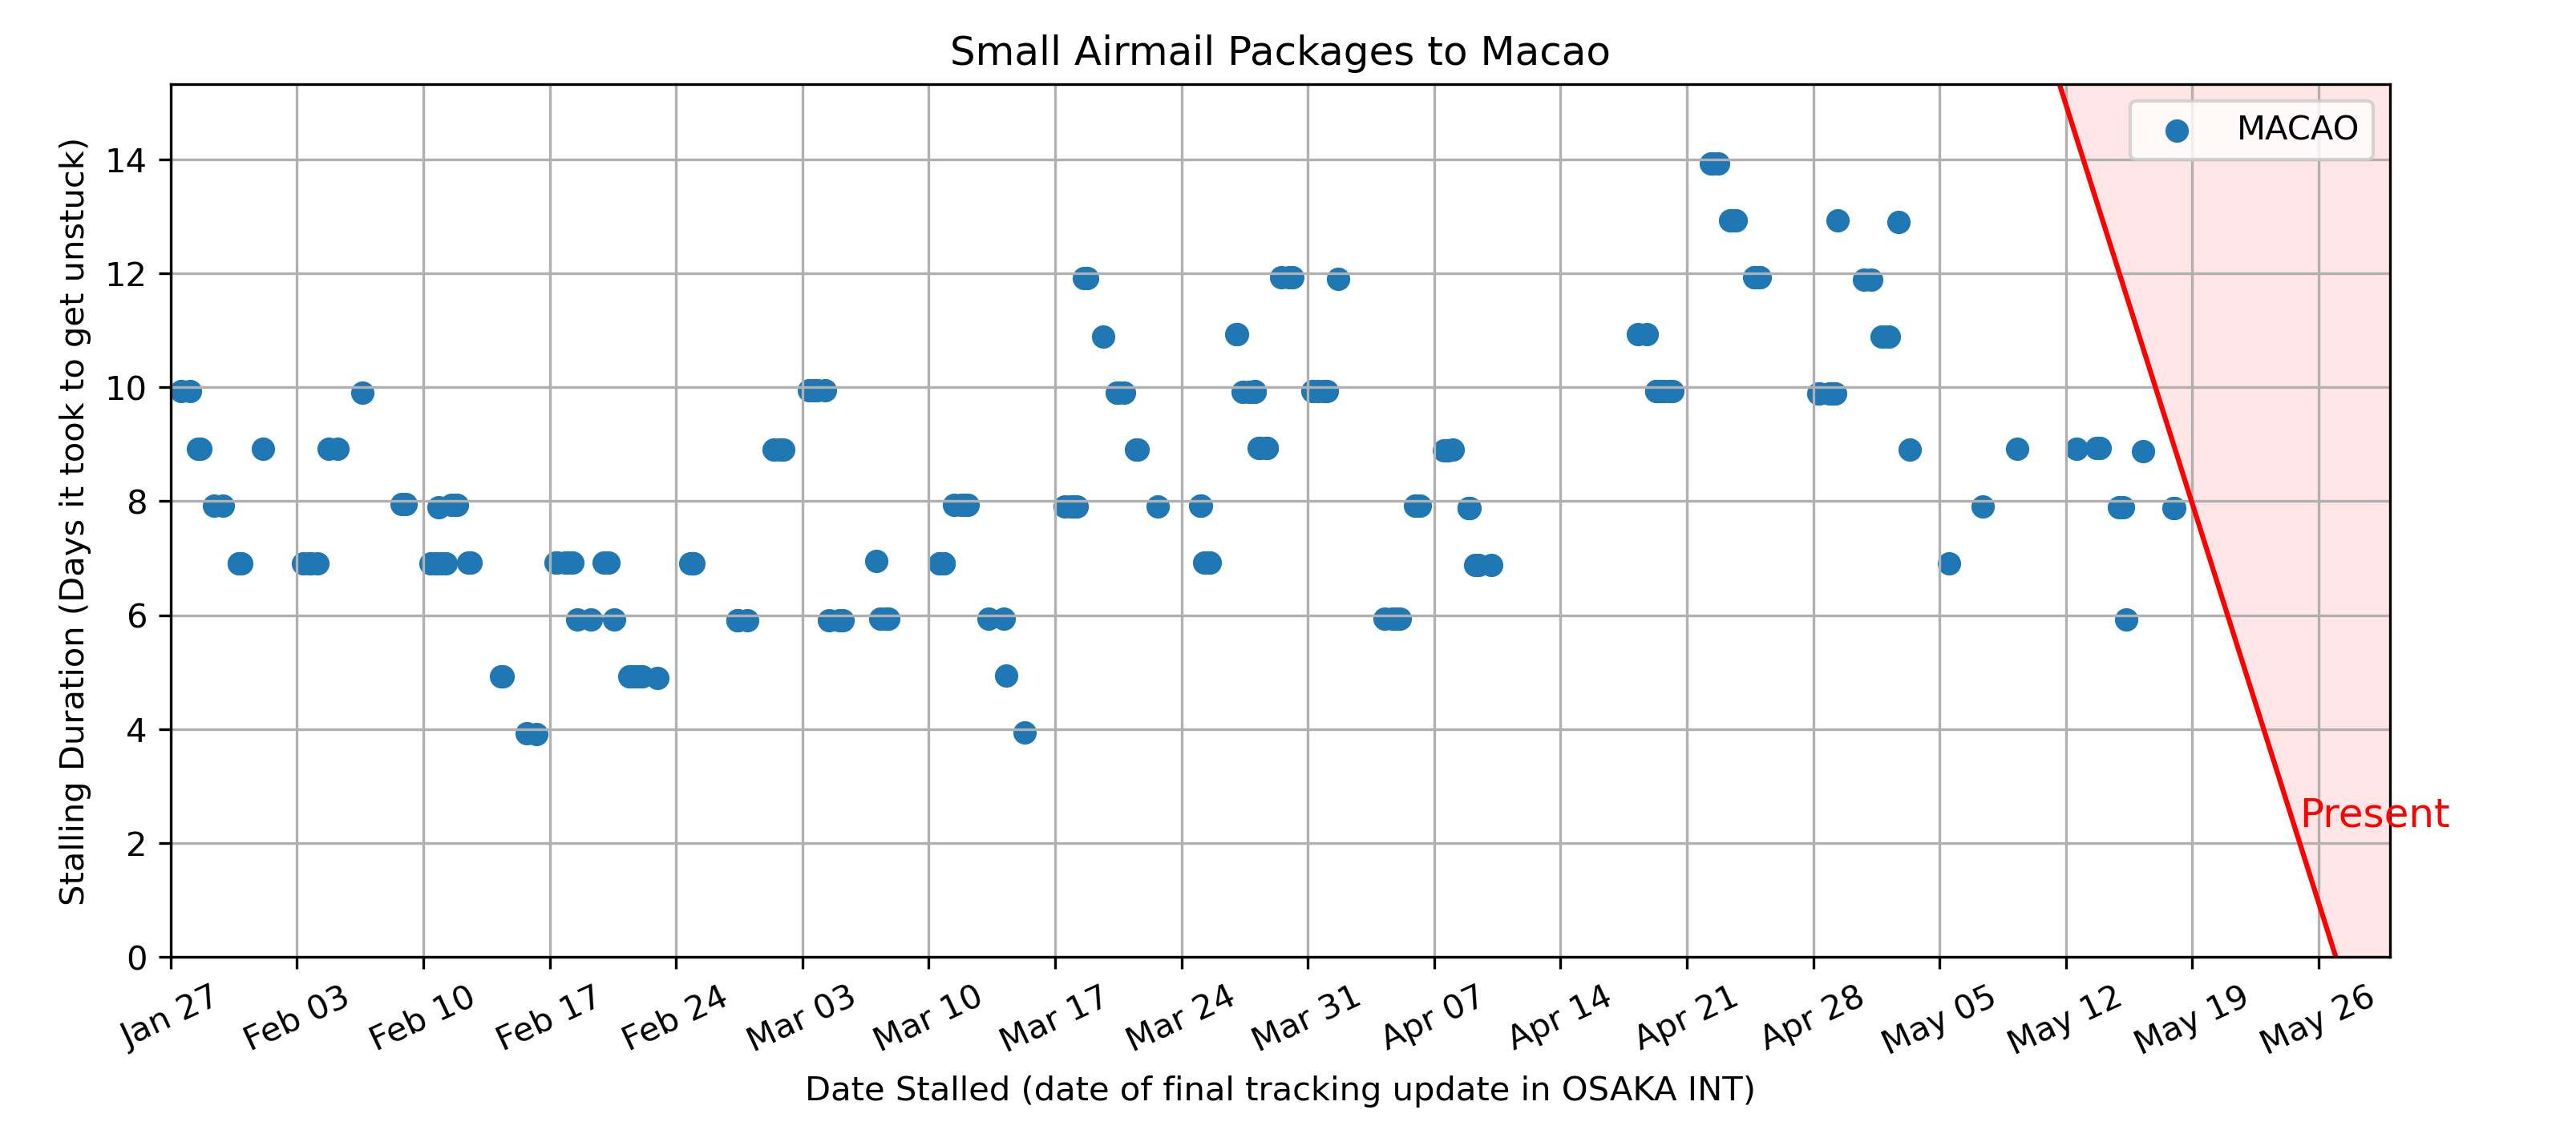 Small Airmail Packages to Macao
MACAO
Stalling Duration (Days it took to get unstuck)
14
12
10
8
6
4
2
0
Present
Jan 27
Feb 03
Feb 10
Feb 17
Feb 24
Mar 03
Mar 10
Mar 17
Mar 24
Mar 31
Apr 07
Apr 14
Apr 21
Apr 28
May 05
May 12
May 19
May 26
Date Stalled (date of final tracking update in OSAKA INT)